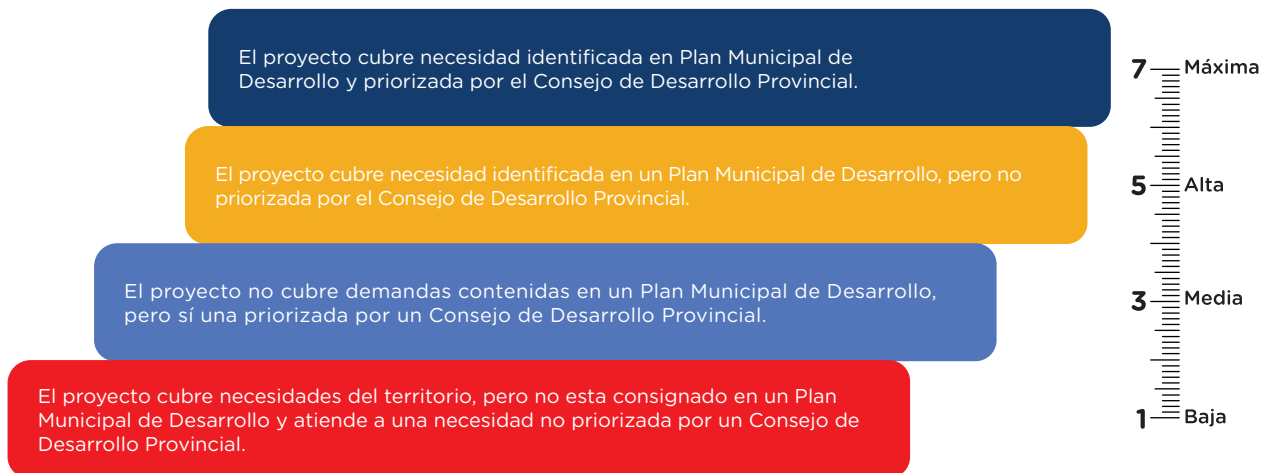 El proyecto cubre necesidad identificada en Plan Municipal de
Desarrollo y priorizada por el Consejo de Desarrollo Provincial.
7 Máxima
El proyecto cubre necesidad identificada en un Plan Municipal de Desarrollo, pero no
priorizada por el Consejo de Desarrollo Provincial.
5 Alta
El proyecto no cubre demandas contenidas en un Plan Municipal de Desarrollo,
pero sí una priorizada por un Consejo de Desarrollo Provincial.
3 Media
El proyecto cubre necesidades del territorio, pero no esta consignado en un Plan
Municipal de Desarrollo y atiende a una necesidad no priorizada por un Consejo de
Desarrollo Provincial.
1 Baja